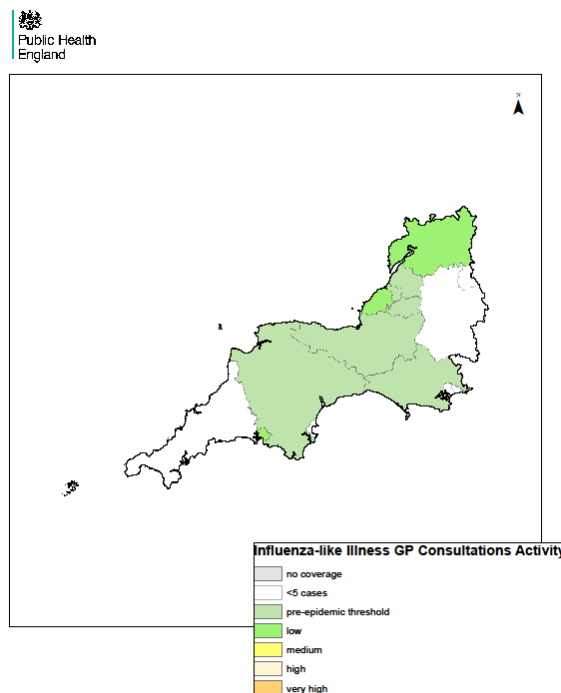 Public Health
England
N
Influenza-like Illness GP Consultations Activity
no coverage
<5 cases
pre-epidemic threshold
low
medium
high
very high